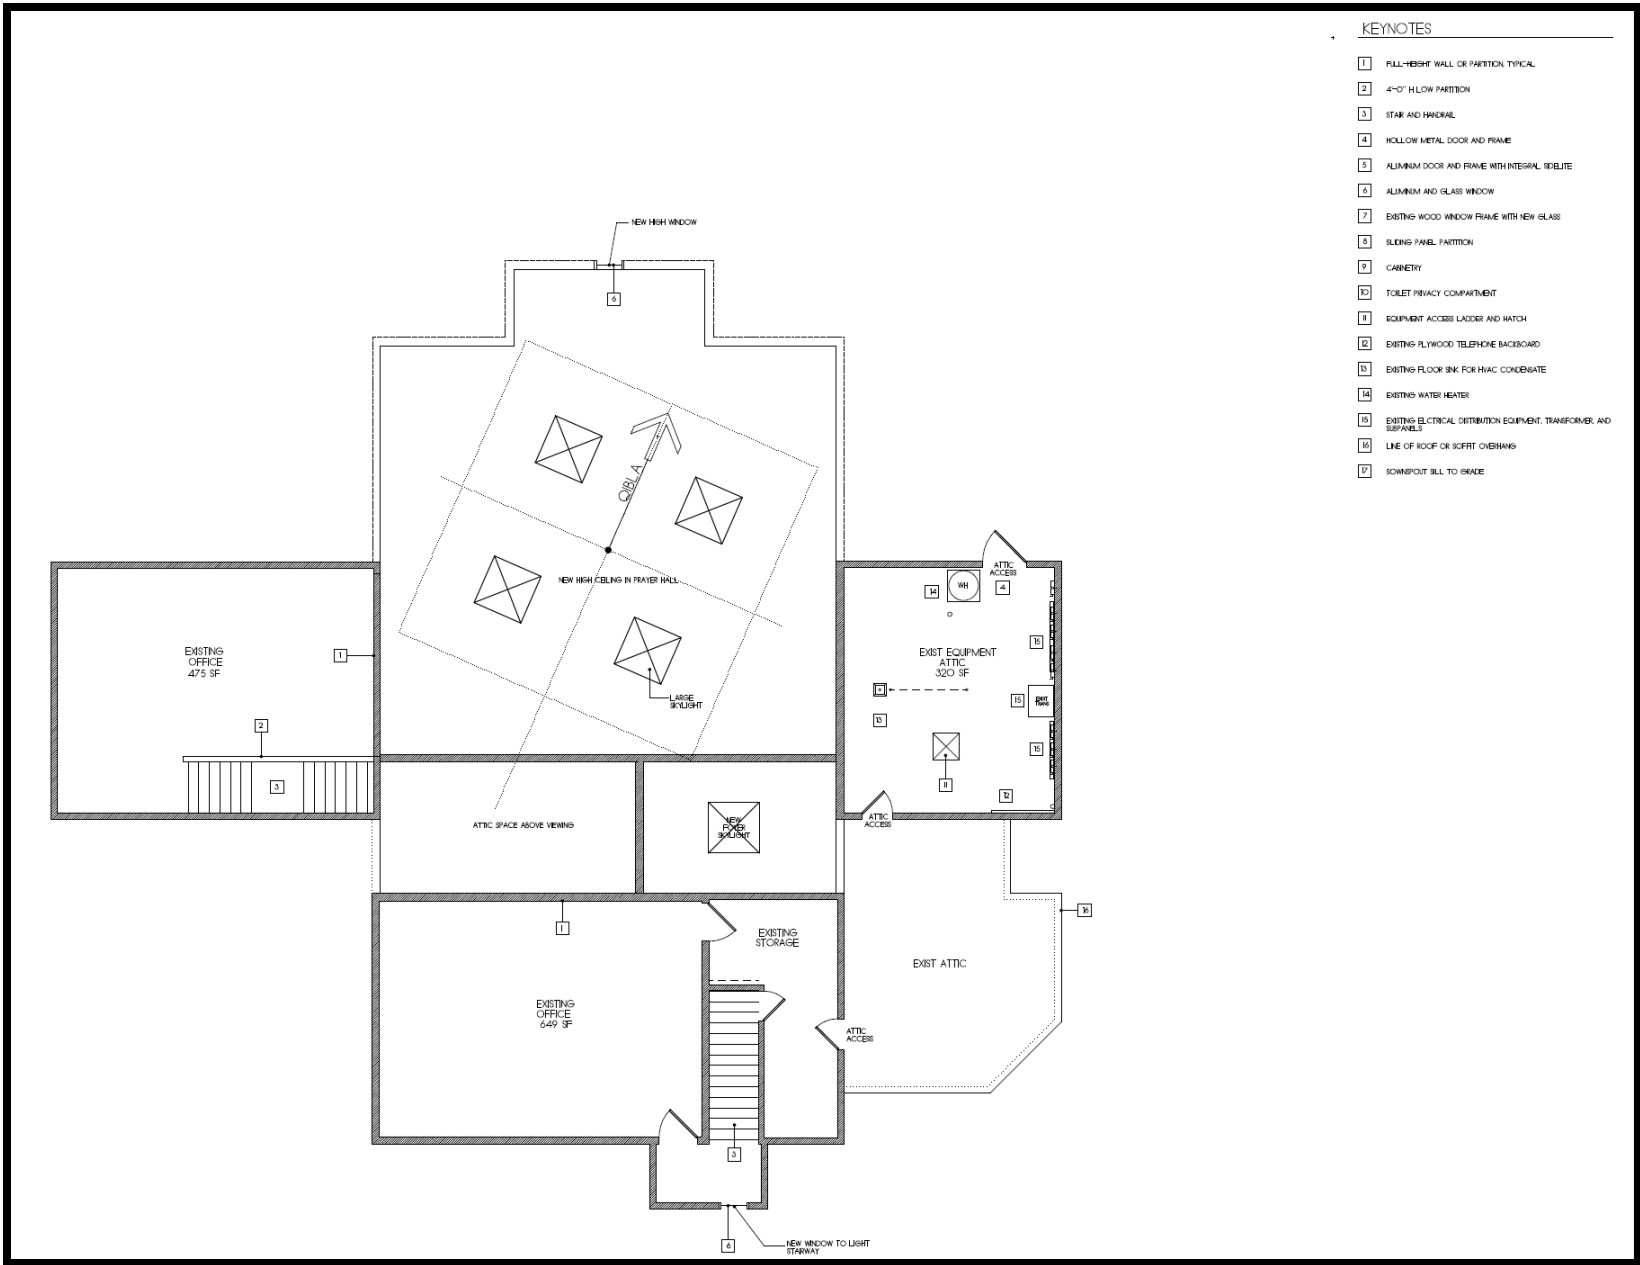 KEYNOTES
1 FULL-HEIGHT WALL OR PARTITION, TYPICAL
2 4'-0" H LOW PARTITION
3 STAIR AND HANDRAIL
4 HOLLOW METAL DOOR AND FRAME
5 ALUMINUM DOOR AND FRAME WITH INTEGRAL SIDELITE
6 ALUMINUM AND GLASS WINDOW
7 EXISTING WOOD WINDOW FRAME WITH NEW GLASS
8 SLIDING PANEL PARTITION
9 CABINETRY
10 TOILET PRIVACY COMPARTMENT
11 EQUIPMENT ACCESS LADDER AND HATCH
12 EXISTING PLYWOOD TELEPHONE BACKBOARD
13 EXISTING FLOOR SINK FOR HVAC CONDENSATE
14 EXISTING WATER HEATER
15 EXISTING ELCTRICAL DISTRIBUTION EQUIPMENT, TRANSFORMER, AND
SUBPANELS
16 LINE OF ROOF OR SOFFIT OVERHANG
17 SOWNSPOUT SILL TO GRADE
NEW HIGH WINDOW
6
QIBLA
NEW HIGH CEILING IN PRAYER HALL
LARGE
SKYLIGHT
ATTIC
ACCESS
4
14
WH
15
EXIST EQUIPMENT
ATTIC
320 SF
15
EXIST
TRANS
13
15
11
12
ATTIC
ACCESS
EXISTING
OFFICE
475 SF
1
2
3
ATTIC SPACE ABOVE VIEWING
NEW
FOYER
SKYLIGHT
1
EXISTING
STORAGE
16
EXIST ATTIC
EXISTING
OFFICE
649 SF
ATTIC
ACCESS
3
6
NEW WINDOW TO LIGHT
STAIRWAY